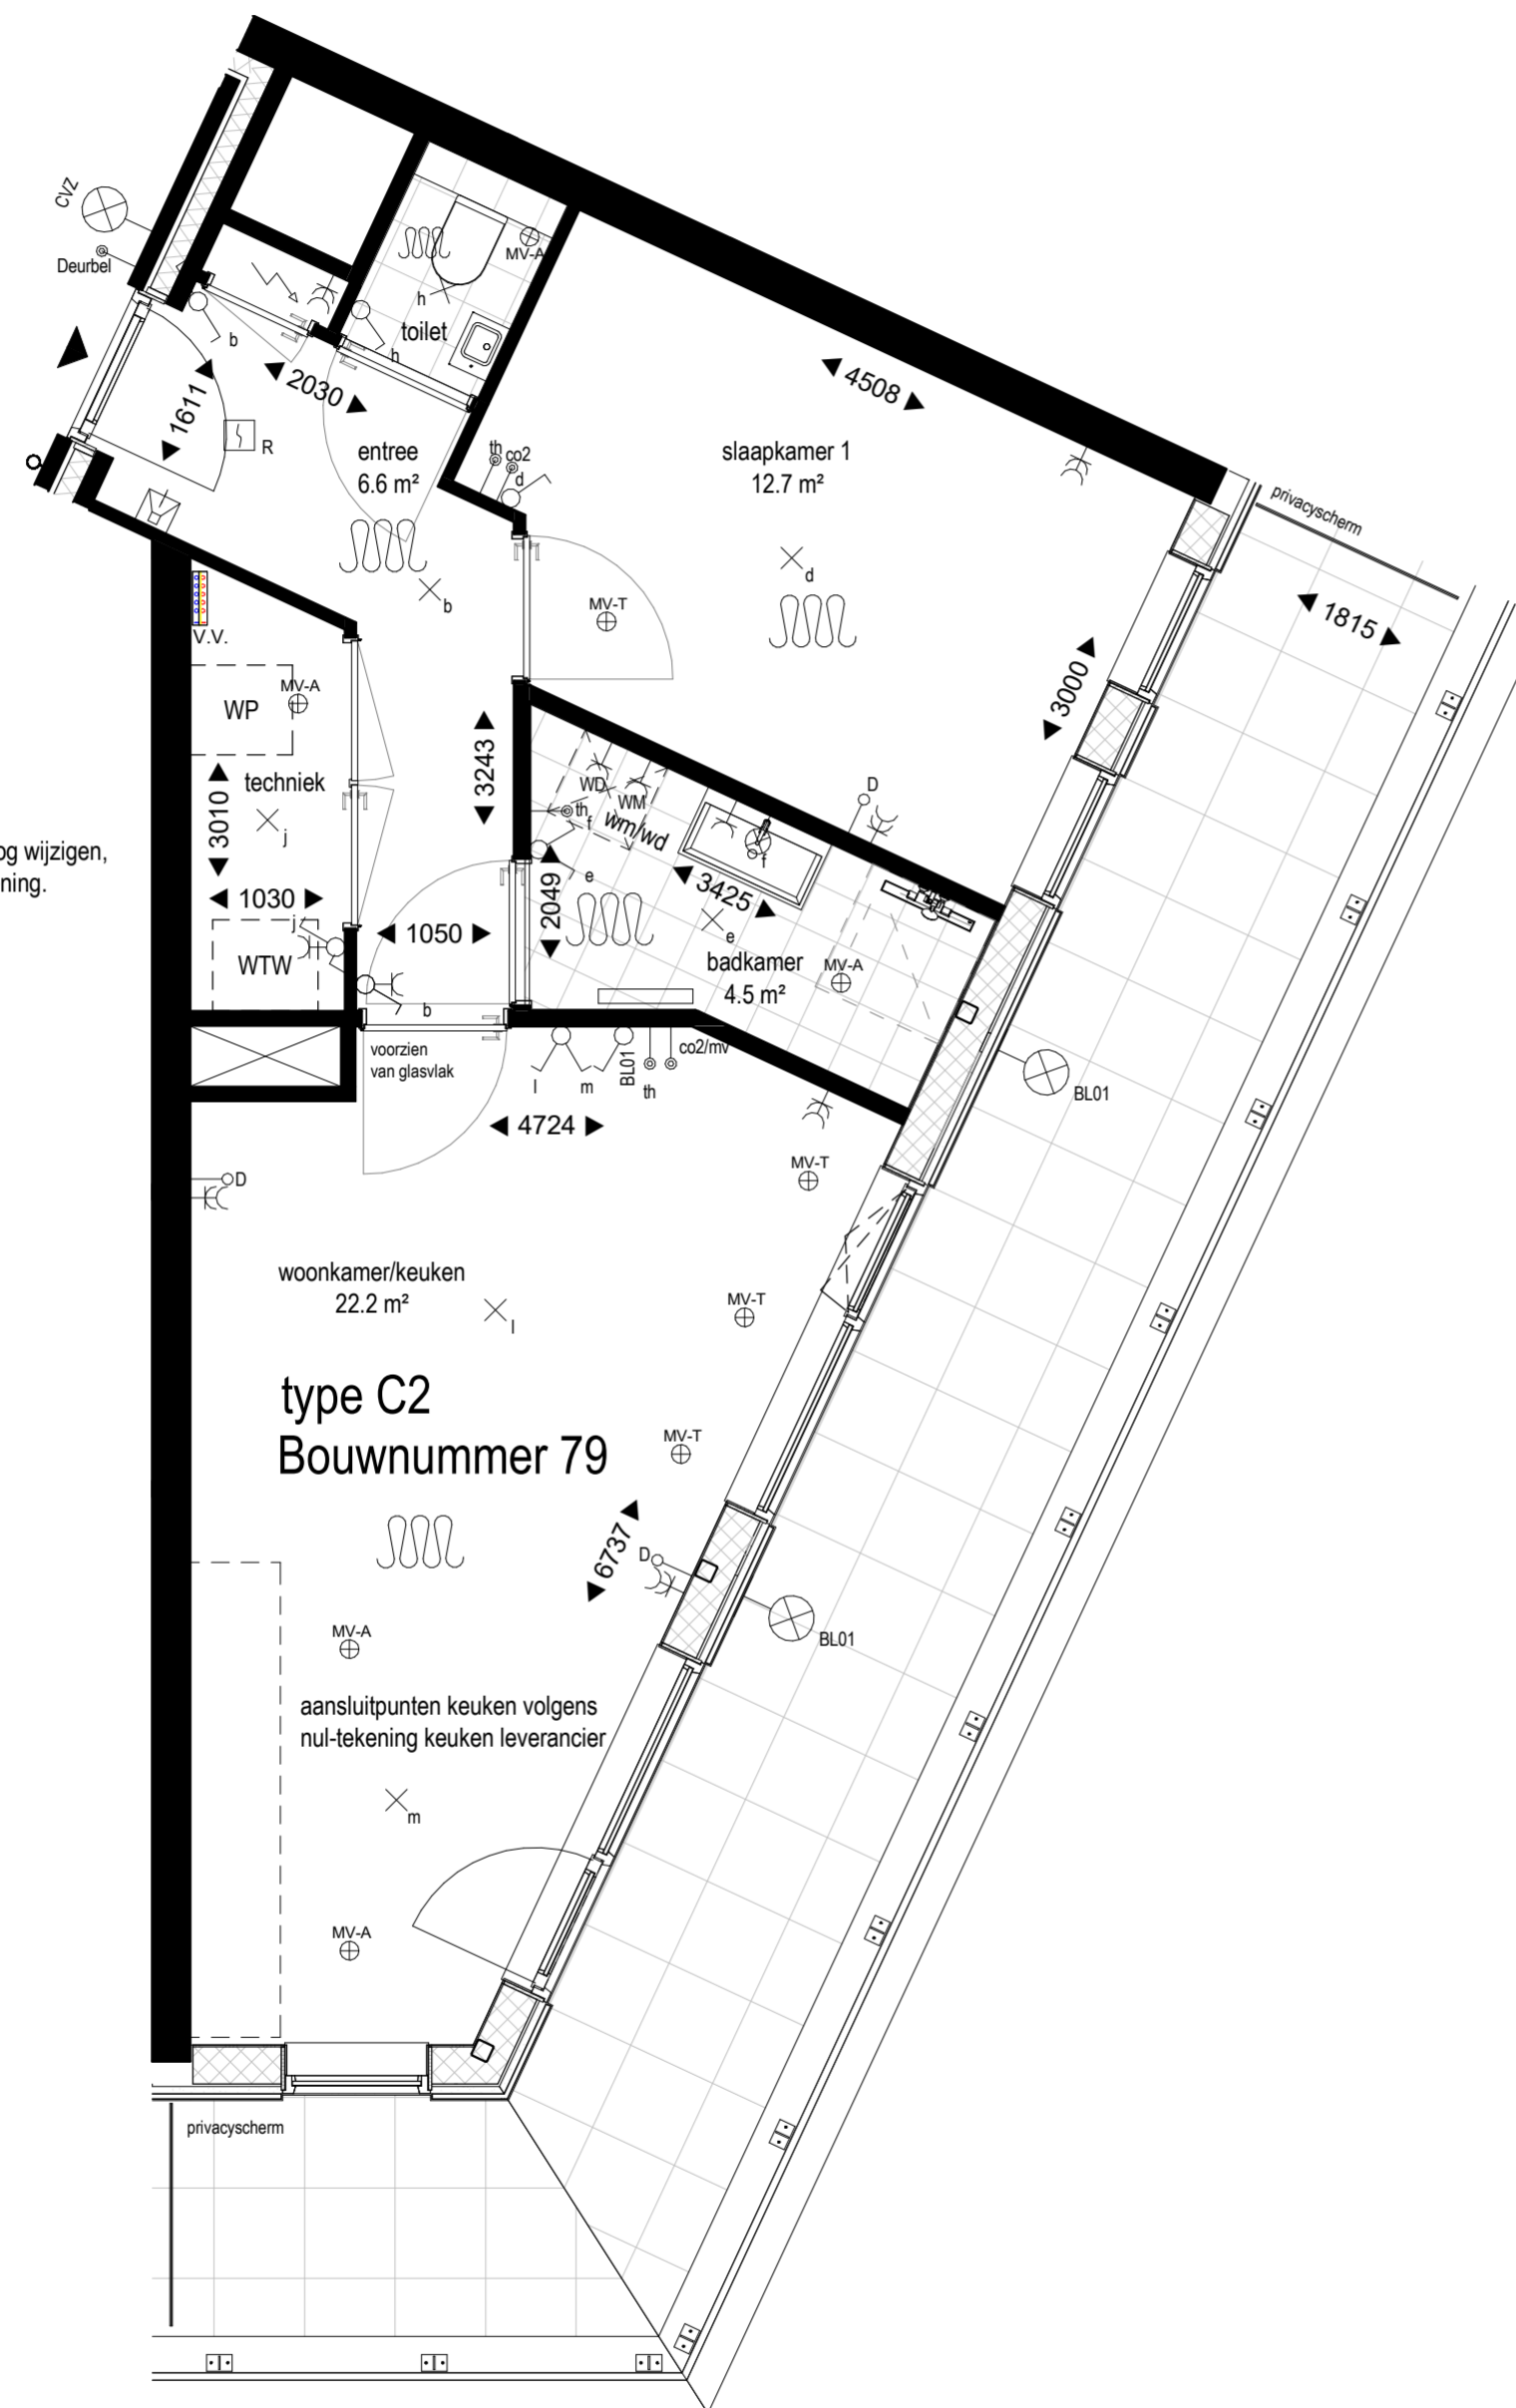 CVZ
Deurbel
b
1611
2030
R
h
MV-A
toilet
h
entree
6.6 m²
b
th
co2
d
4508
slaapkamer 1
12.7 m²
d
MV-T
3000
privacyscherm
1815
V.V.
WP
MV-A
techniek
3010
j
1030
j
WTW
3243
1050
b
voorzien
van glasvlak
WD
WM
wm/wd
th
f
e
2049
3425
f
D
e
badkamer
4.5 m²
MV-A
og wijzigen,
ning.
l
m
BL01
th
co2/mv
BL01
4724
D
MV-T
woonkamer/keuken
22.2 m²
l
MV-T
type C2
Bouwnummer 79
MV-T
6737
D
BL01
MV-A
aansluitpunten keuken volgens
nul-tekening keuken leverancier
m
MV-A
privacyscherm